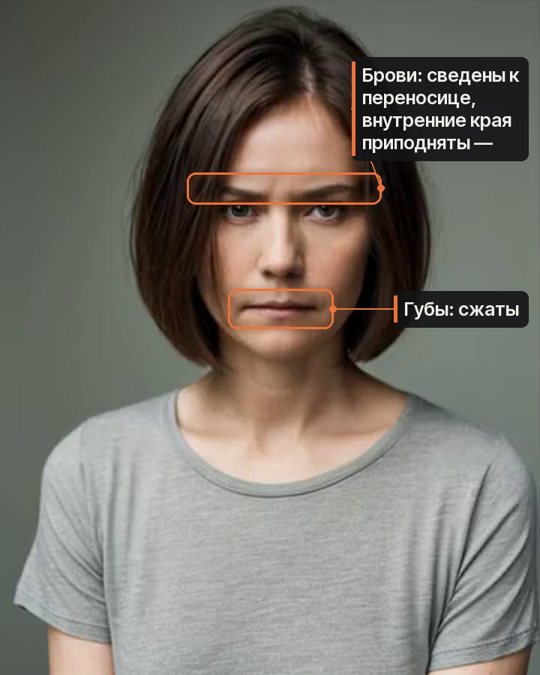 Брови: сведены к
переносице,
внутренние края
приподняты —
Губы: сжаты